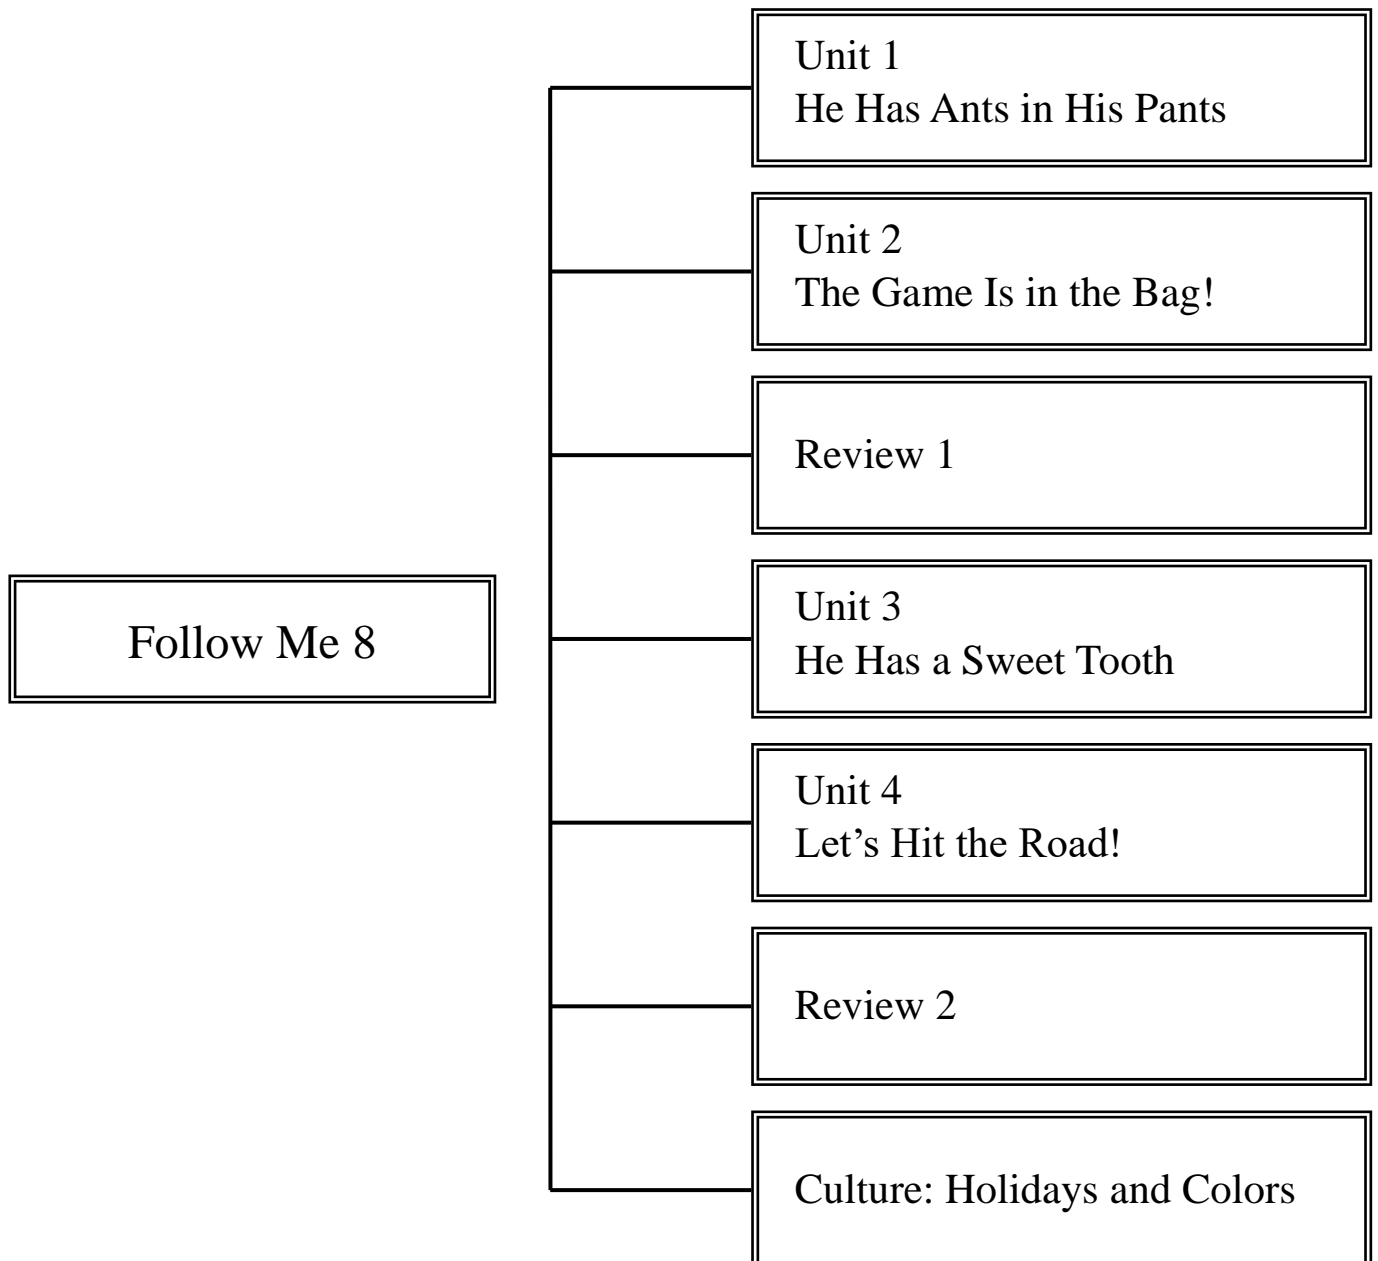 Follow Me 8
Unit 1
He Has Ants in His Pants
Unit 2
The Game Is in the Bag!
Review 1
Unit 3
He Has a Sweet Tooth
Unit 4
Let’s Hit the Road!
Review 2
Culture: Holidays and Colors